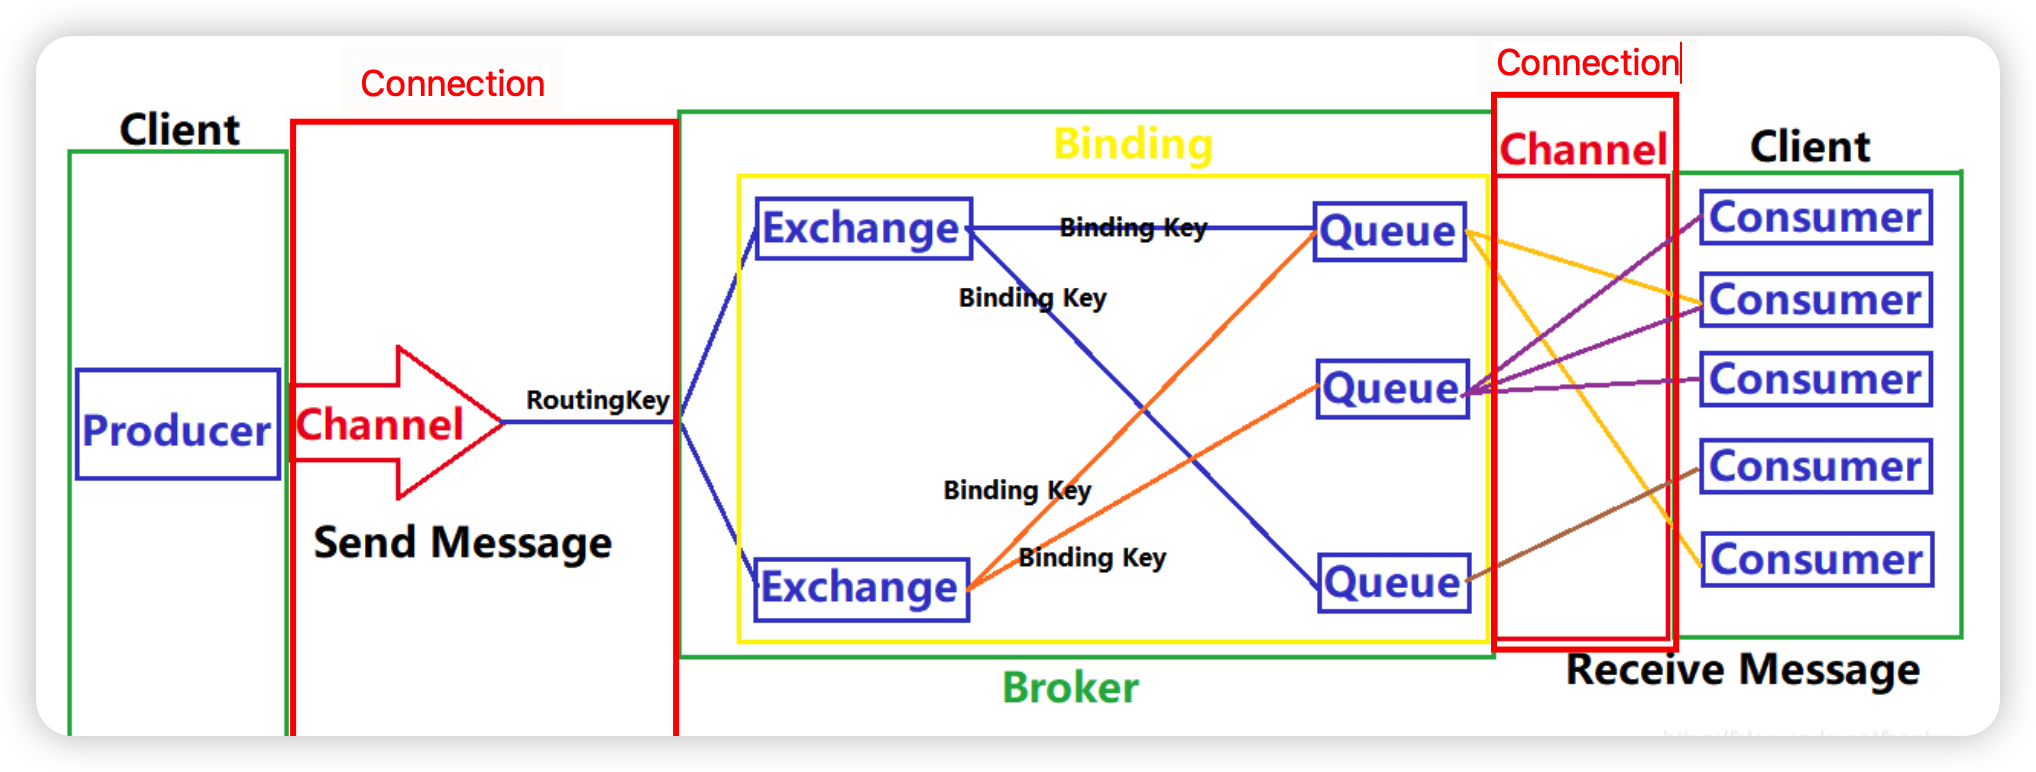 Connection
Connection
Client
Binding
Channel
Client
Exchange
Binding Key
Queue
Consumer
Binding Key
Consumer
Producer
Channel
RoutingKey
Queue
Consumer
Binding Key
Consumer
Send Message
Binding Key
Exchange
Queue
Consumer
Broker
Receive Message